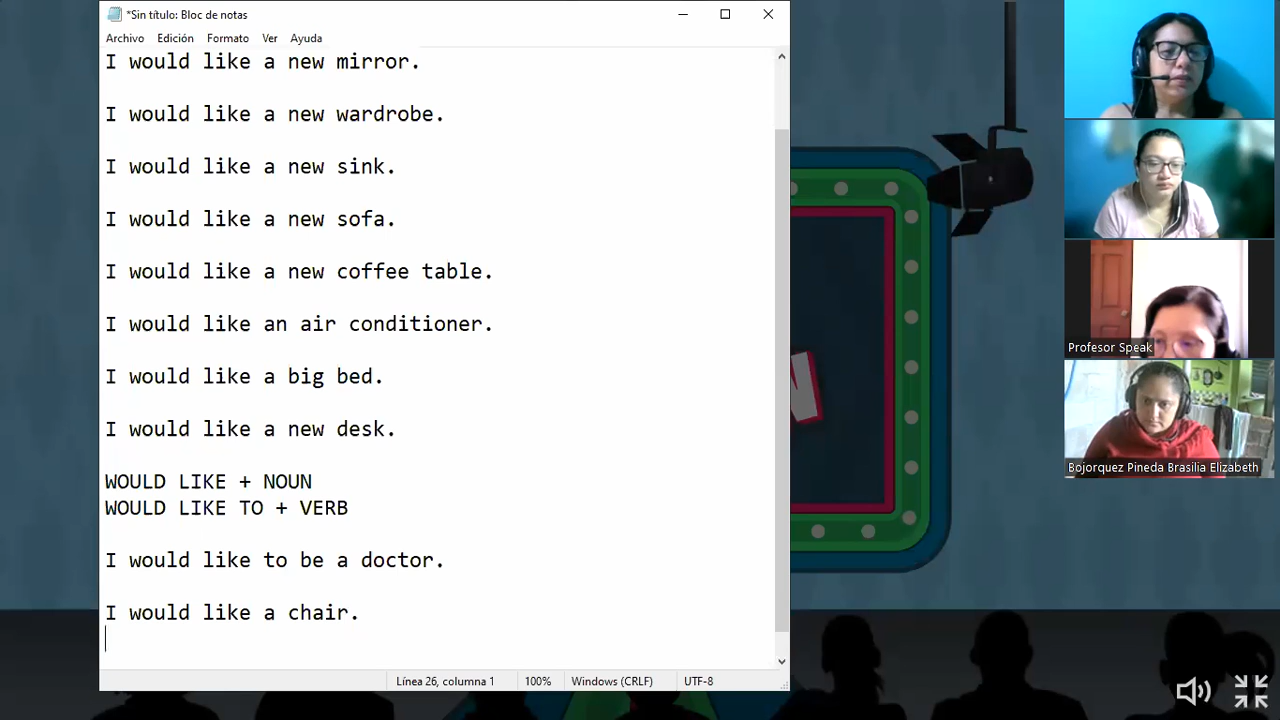 *Sin título: Bloc de notas
Archivo Edición Formato Ver Ayuda
I would like a new mirror.
I would like a new wardrobe.
I would like a new sink.
I would like a new sofa.
I would like a new coffee table.
I would like an air conditioner.
I would like a big bed.
I would like a new desk.
WOULD LIKE + NOUN
WOULD LIKE TO + VERB
I would like to be a doctor.
I would like a chair.
Línea 26, columna 1 100% Windows (CRLF) UTF-8
Profesor Speak
Bojorquez Pineda Brasilia Elizabeth